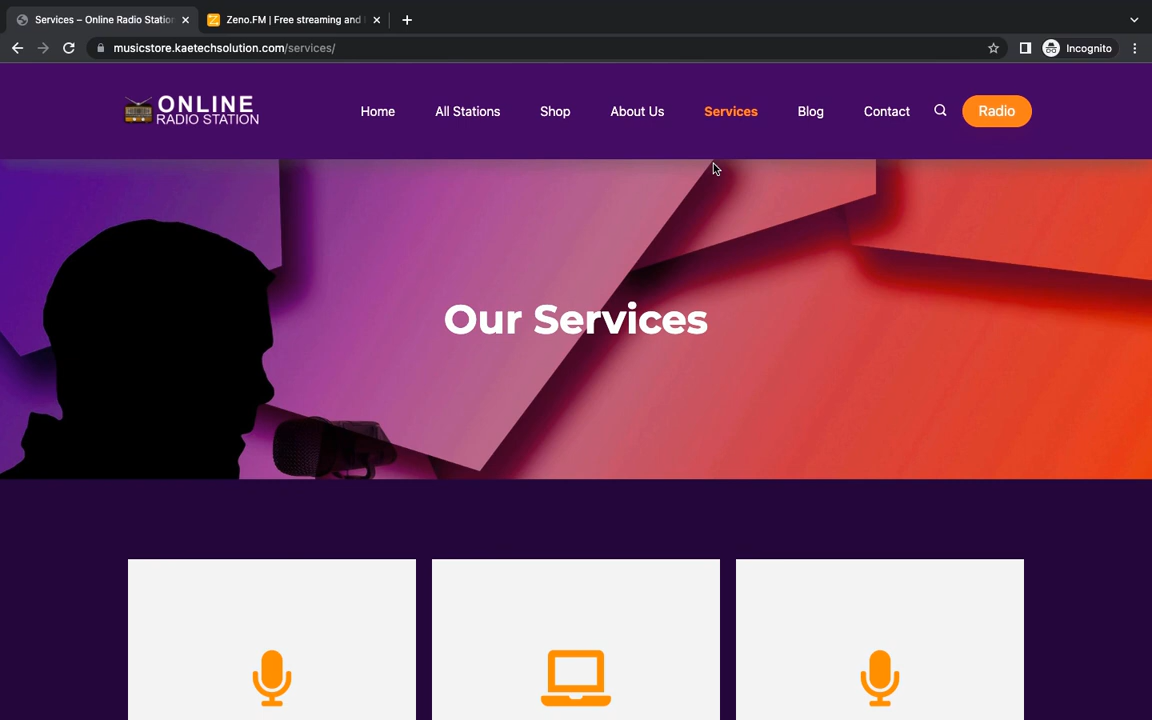 Services – Online Radio Station
Zeno.FM | Free streaming and
musicstore.kaetechsolution.com/services/
Incognito
ONLINE
RADIO STATION
Home
All Stations
Shop
About Us
Services
Blog
Contact
Radio
Our Services